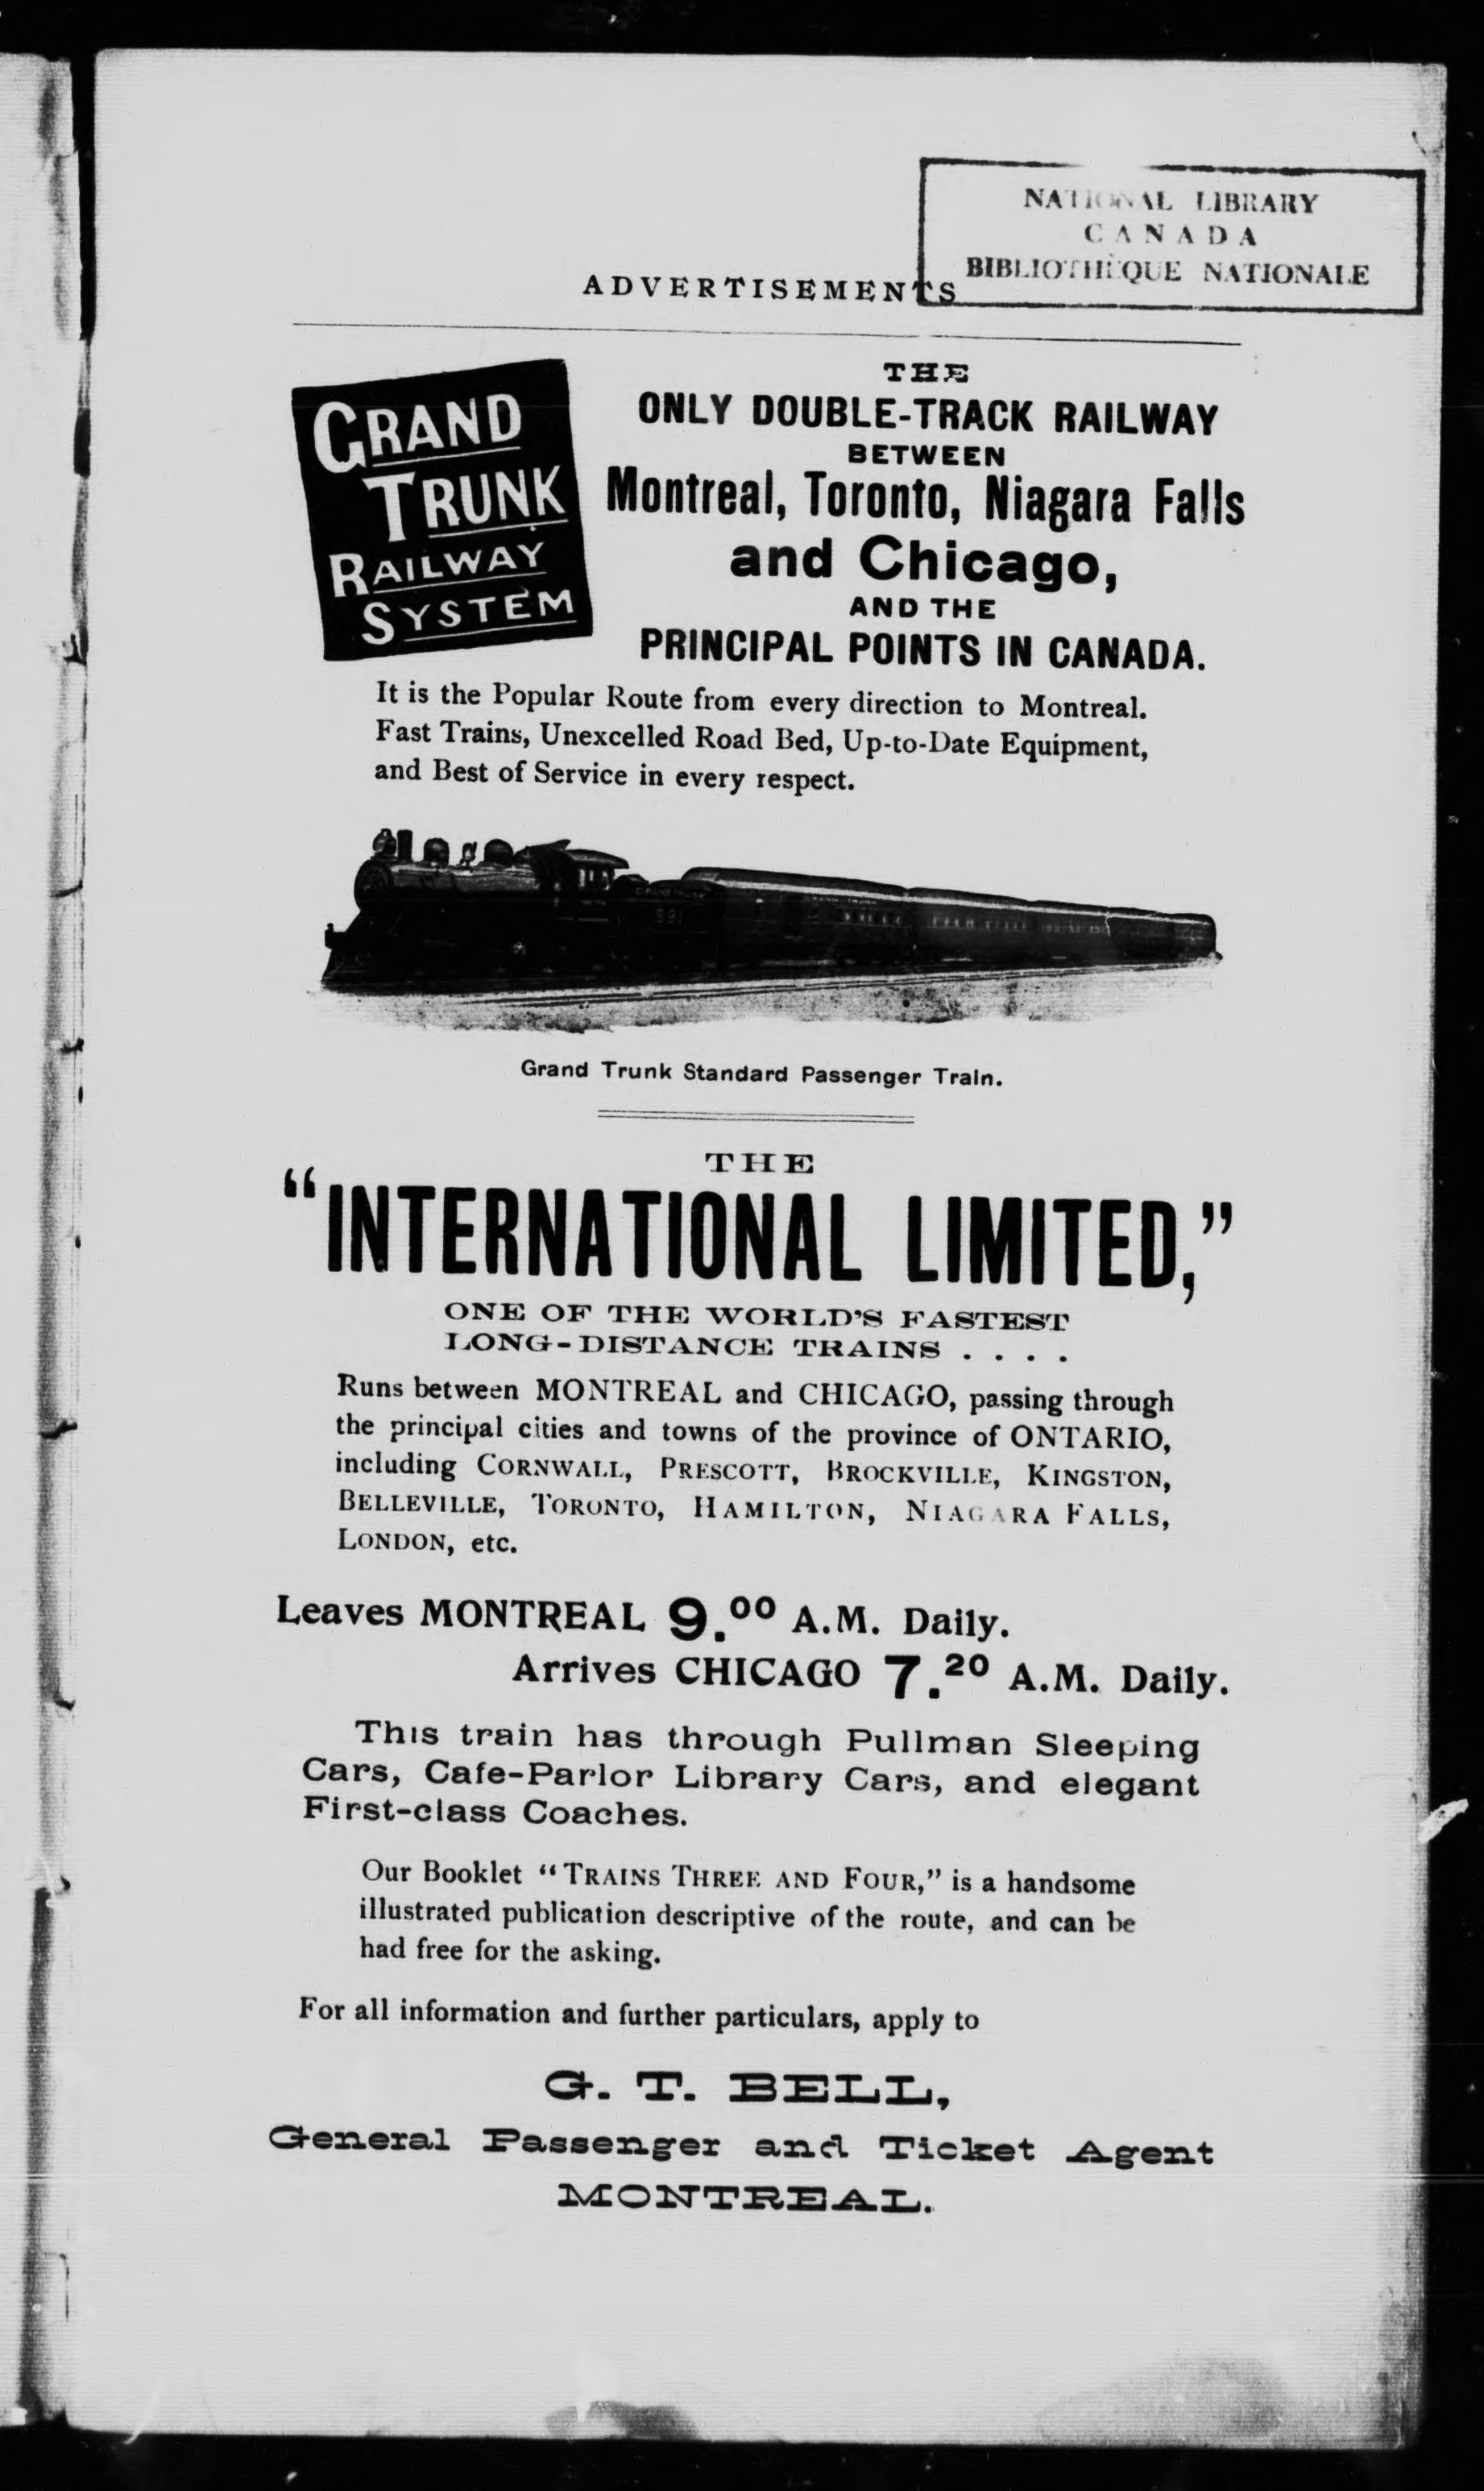 NATIONAL LIBRARY
CANADA
BIBLIOTHÈQUE NATIONALE
ADVERTISEMENTS
GRAND
TRUNK
RAILWAY
SYSTEM
THE
ONLY DOUBLE-TRACK RAILWAY
BETWEEN
Montreal, Toronto, Niagara Falls
and Chicago,
AND THE
PRINCIPAL POINTS IN CANADA.
It is the Popular Route from every direction to Montreal.
Fast Trains, Unexcelled Road Bed, Up-to-Date Equipment,
and Best of Service in every respect.
Grand Trunk Standard Passenger Train.
THE
"INTERNATIONAL LIMITED,"
ONE OF THE WORLD'S FASTEST
LONG-DISTANCE TRAINS . . . .
Runs between MONTREAL and CHICAGO, passing through
the principal cities and towns of the province of ONTARIO,
including CORNWALL, PRESCOTT, BROCKVILLE, KINGSTON,
BELLEVILLE, TORONTO, HAMILTON, NIAGARA FALLS,
LONDON, etc.
Leaves MONTREAL 9.00 A.M. Daily.
Arrives CHICAGO 7.20 A.M. Daily.
This train has through Pullman Sleeping
Cars, Cafe-Parlor Library Cars, and elegant
First-class Coaches.
Our Booklet "TRAINS THREE AND FOUR," is a handsome
illustrated publication descriptive of the route, and can be
had free for the asking.
For all information and further particulars, apply to
G. T. BELL,
General Passenger and Ticket Agent
MONTREAL.